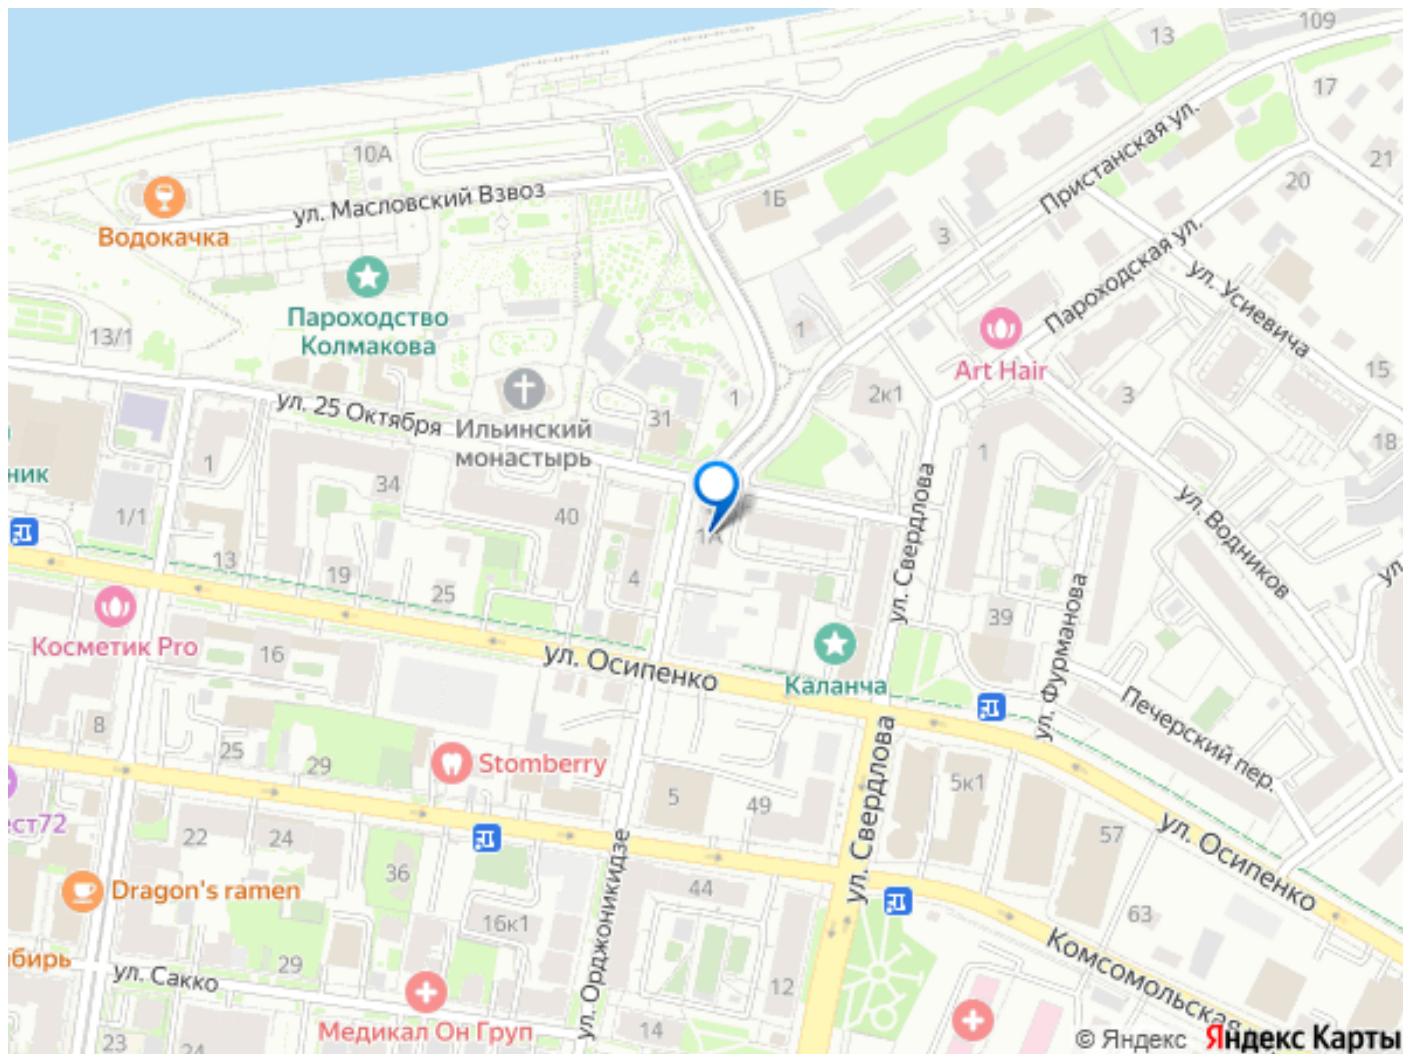 109
13
17
10А
21
20
ул. Масловский Взвоз
Пристанская ул.
1Б
Водокачка
3
Пароходская ул.
ул. Усиевича
Пароходство
Колмакова
13/1
1
Art Hair
15
2к1
3
1
ул. 25 Октября
31
Ильинский
монастырь
18
1
1
ник
34
ул. Свердлова
ул. Водников
1/1
40
1А
13
19
25
4
ул.
39
ул. Фурманова
Косметик Pro
16
ул. Осипенко
Каланча
Печерский пер.
8
25
29
Stomberry
ул. Свердлова
5к1
5
49
ест72
22
24
57
ул. Осипенко
36
ул. Орджоникидзе
44
Dragon's ramen
63
16к1
бирь
29
ул. Сакко
12
Комсомольская
Медикал Он Груп
14
23
24
© Яндекс Яндекс Карты